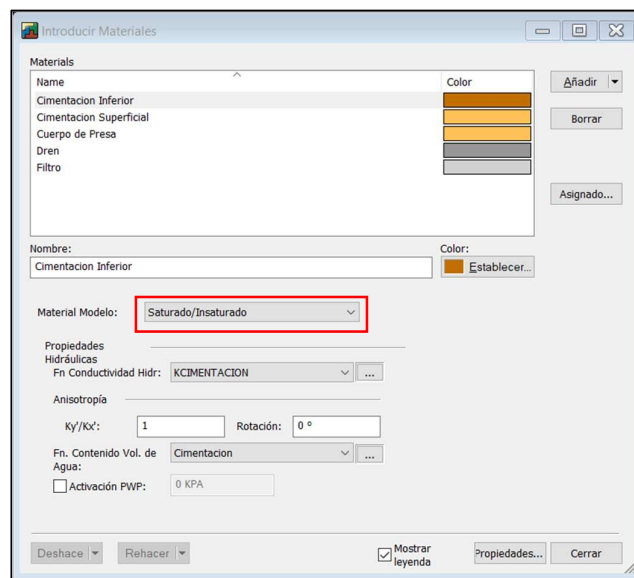 Introducir Materiales
Materials
Name Color
Cimentacion Inferior
Añadir
Cimentacion Superficial
Cuerpo de Presa
Borrar
Dren
Filtro
Asignado...
Nombre: Color:
Cimentacion Inferior Establecer...
Material Modelo: Saturado/Insaturado
Propiedades
Hidráulicas
Fn Conductividad Hidr: KCIMENTACION ...
Anisotropía
Ky'/Kx': 1 Rotación: 0 º
Fn. Contenido Vol. de
Agua:
Cimentacion ...
Activación PWP: 0 KPA
Deshace Rehacer Mostrar
leyenda
Propiedades... Cerrar